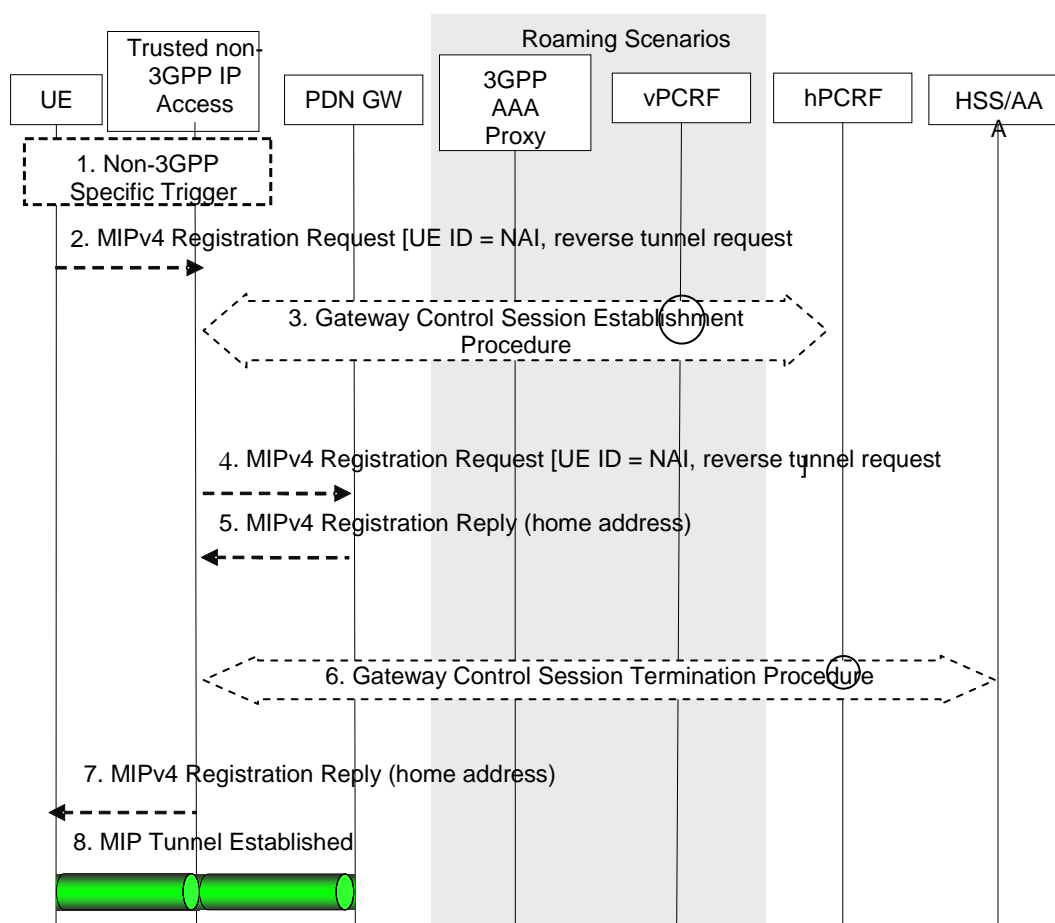 Roaming Scenarios
UE
Trusted non-
3GPP IP
Access
PDN GW
3GPP
AAA
Proxy
vPCRF
hPCRF
HSS/AA
A
1. Non-3GPP
Specific Trigger
2. MIPv4 Registration Request [UE ID = NAI, reverse tunnel request
3. Gateway Control Session Establishment
Procedure
4. MIPv4 Registration Request [UE ID = NAI, reverse tunnel request
]
5. MIPv4 Registration Reply (home address)
6. Gateway Control Session Termination Procedure
7. MIPv4 Registration Reply (home address)
8. MIP Tunnel Established